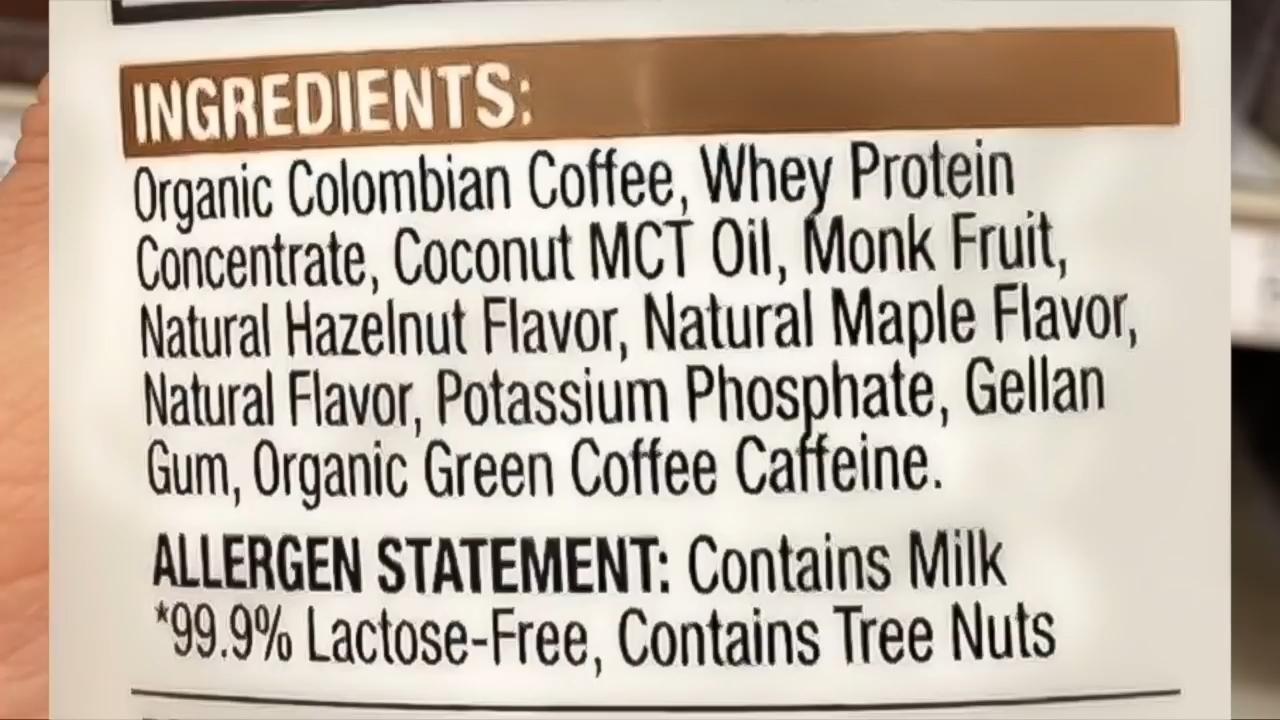 INGREDIENTS:
Organic Colombian Coffee, Whey Protein
Concentrate, Coconut MCT Oil, Monk Fruit,
Natural Hazelnut Flavor, Natural Maple Flavor,
Natural Flavor, Potassium Phosphate, Gellan
Gum, Organic Green Coffee Caffeine.
ALLERGEN STATEMENT: Contains Milk
*99.9% Lactose-Free, Contains Tree Nuts